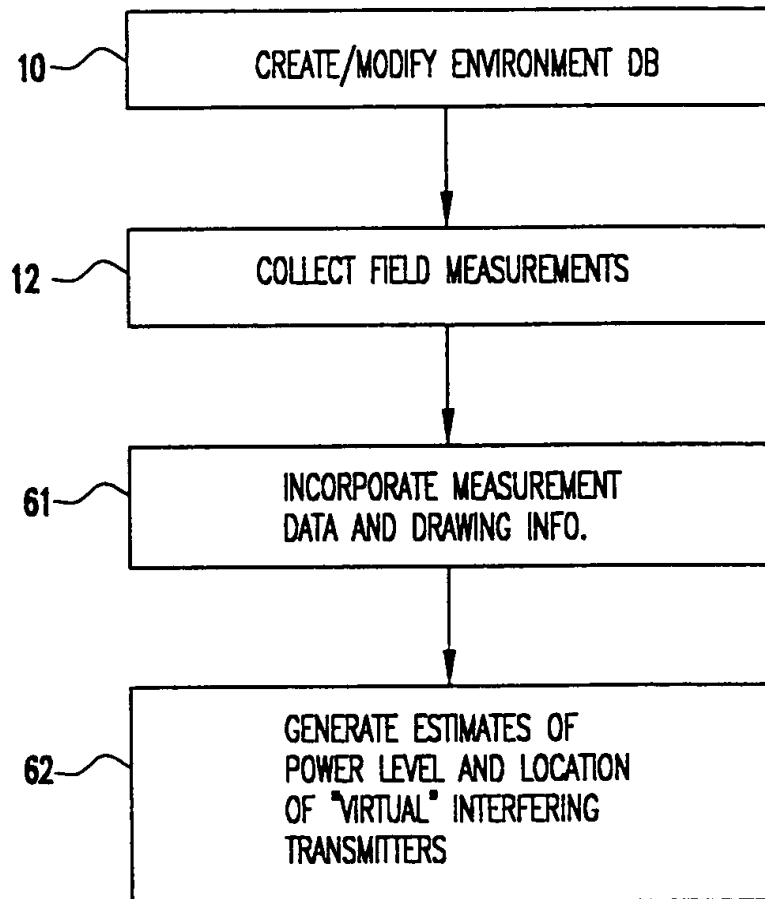 10
CREATE/MODIFY ENVIRONMENT DB
12
COLLECT FIELD MEASUREMENTS
61
INCORPORATE MEASUREMENT
DATA AND DRAWING INFO.
62
GENERATE ESTIMATES OF
POWER LEVEL AND LOCATION
OF "VIRTUAL" INTERFERING
TRANSMITTERS